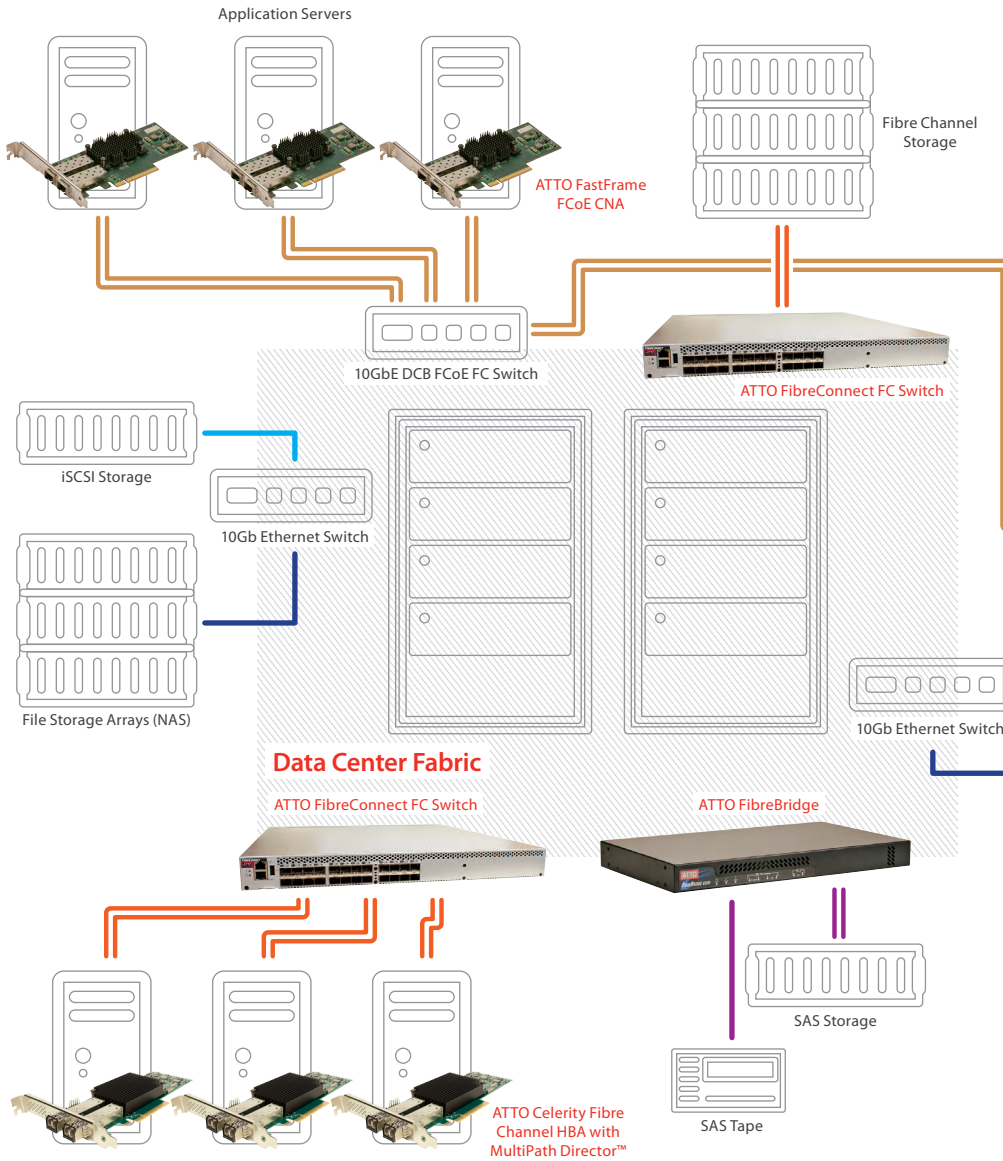 Application Servers
ATTO FastFrame
FCoE CNA
Fibre Channel
Storage
10GbE DCB FCoE FC Switch
ATTO FibreConnect FC Switch
iSCSI Storage
10Gb Ethernet Switch
File Storage Arrays (NAS)
10Gb Ethernet Switch
Data Center Fabric
ATTO FibreConnect FC Switch
ATTO FibreBridge
ATTO
SAS Storage
SAS Tape
ATTO Celerity Fibre
Channel HBA with
MultiPath Director™